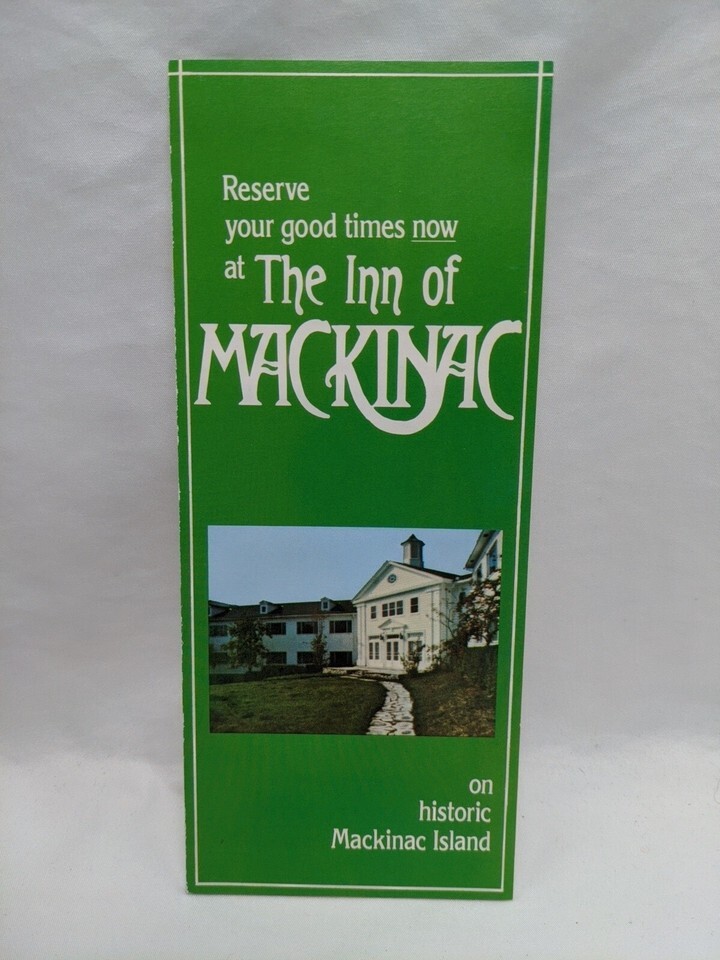 Reserve
your good times now
at The Inn of
MACKINAC
on
historic
Mackinac Island